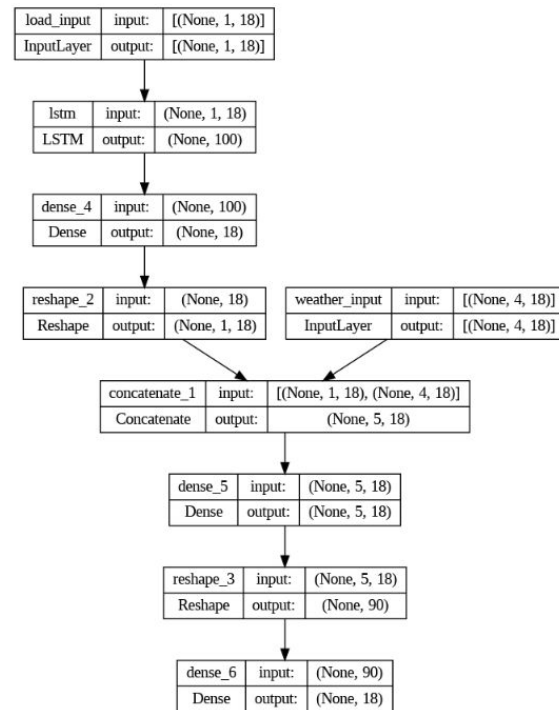 load_input input: [(None, 1, 18)]
InputLayer output: [(None, 1, 18)]
lstm input: (None, 1, 18)
LSTM output: (None, 100)
dense_4 input: (None, 100)
Dense output: (None, 18)
reshape_2 input: (None, 18)
Reshape output: (None, 1, 18)
weather_input input: [(None, 4, 18)]
InputLayer output: [(None, 4, 18)]
concatenate_1 input: [(None, 1, 18), (None, 4, 18)]
Concatenate output: (None, 5, 18)
dense_5 input: (None, 5, 18)
Dense output: (None, 5, 18)
reshape_3 input: (None, 5, 18)
Reshape output: (None, 90)
dense_6 input: (None, 90)
Dense output: (None, 18)